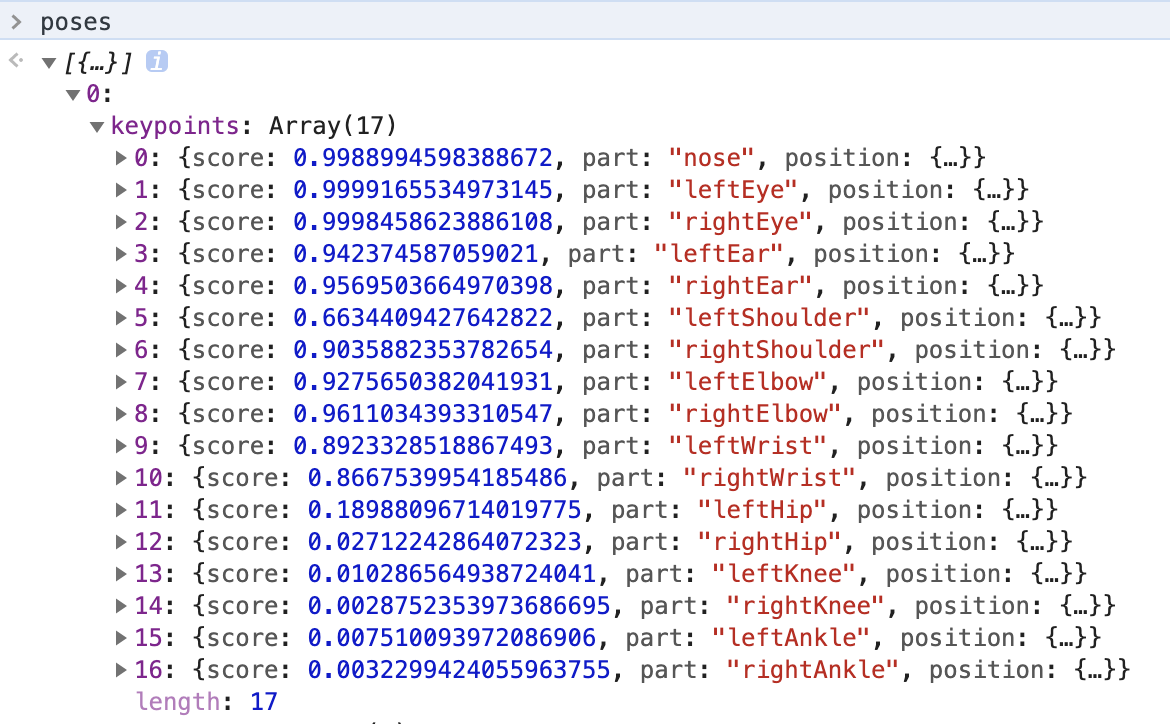 > poses
[{…}] i
0:
keypoints: Array(17)
0: {score: 0.9988994598388672, part: "nose", position: {…}}
1: {score: 0.9999165534973145, part: "leftEye", position: {…}}
2: {score: 0.9998458623886108, part: "rightEye", position: {…}}
3: {score: 0.942374587059021, part: "leftEar", position: {…}}
4: {score: 0.9569503664970398, part: "rightEar", position: {…}}
5: {score: 0.6634409427642822, part: "leftShoulder", position: {…}}
6: {score: 0.9035882353782654, part: "rightShoulder", position: {…}}
7: {score: 0.9275650382041931, part: "leftElbow", position: {…}}
8: {score: 0.9611034393310547, part: "rightElbow", position: {…}}
9: {score: 0.8923328518867493, part: "leftWrist", position: {…}}
10: {score: 0.8667539954185486, part: "rightWrist", position: {…}}
11: {score: 0.18988096714019775, part: "leftHip", position: {…}}
12: {score: 0.02712242864072323, part: "rightHip", position: {…}}
13: {score: 0.010286564938724041, part: "leftKnee", position: {…}}
14: {score: 0.0028752353973686695, part: "rightKnee", position: {…}}
15: {score: 0.007510093972086906, part: "leftAnkle", position: {…}}
16: {score: 0.0032299424055963755, part: "rightAnkle", position: {…}}
length: 17